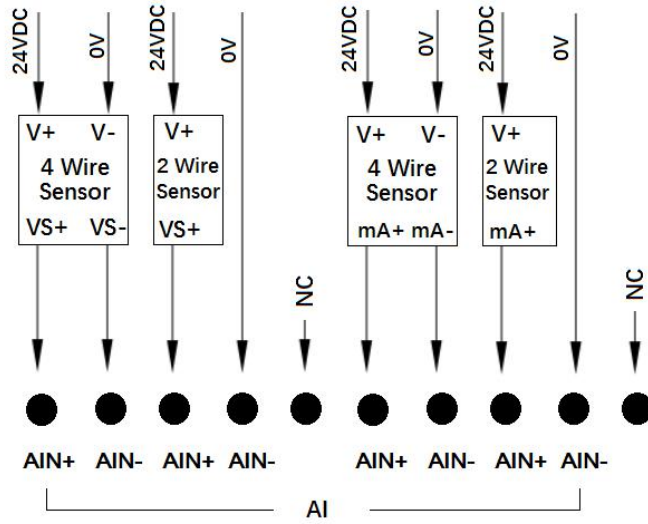 24VDC 0V 24VDC 0V 24VDC 0V 24VDC 0V
V+ V- V+ V+ V- V+
4 Wire Sensor 2 Wire Sensor 4 Wire Sensor 2 Wire Sensor
VS+ VS- VS+ mA+ mA- mA+
NC NC
AIN+ AIN- AIN+ AIN- AIN+ AIN- AIN+ AIN-
AI